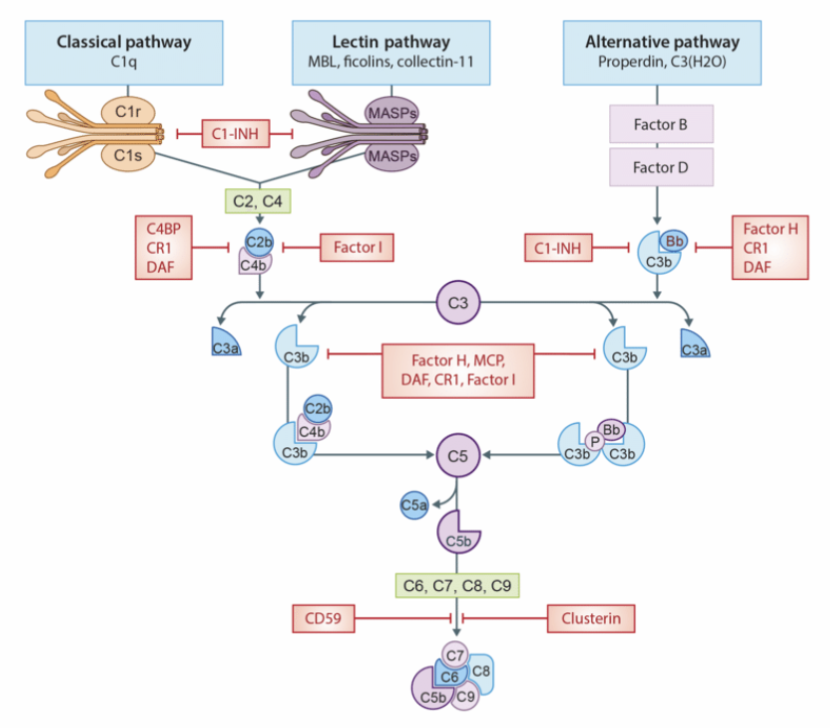 Classical pathway
C1q
Lectin pathway
MBL, ficolins, collectin-11
Alternative pathway
Properdin, C3(H2O)
C1r
C1s
C1-INH
MASPs
MASPs
Factor B
Factor D
C2, C4
C4BP
CR1
DAF
C2b
C4b
Factor I
C1-INH
Bb
C3b
Factor H
CR1
DAF
C3
C3a
C3b
Factor H, MCP,
DAF, CR1, Factor I
C3b
C3a
C2b
C4b
C3b
C5
Bb
P
C3b
C3b
C5a
C5b
C6, C7, C8, C9
CD59
Clusterin
C7
C6
C8
C5b
C9